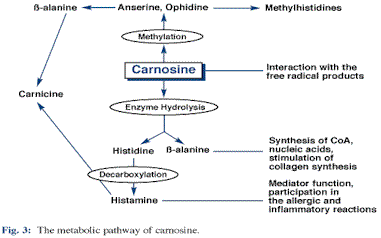 ß-alanine
Anserine, Ophidine
Methylhistidines
Methylation
Carnosine
Interaction with the
free radical products
Carnicine
Enzyme Hydrolysis
Histidine
ß-alanine
Synthesis of CoA,
nucleic acids,
stimulation of
collagen synthesis
Decarboxylation
Histamine
Mediator function,
participation in
the allergic and
inflammatory reactions
Fig. 3: The metabolic pathway of carnosine.